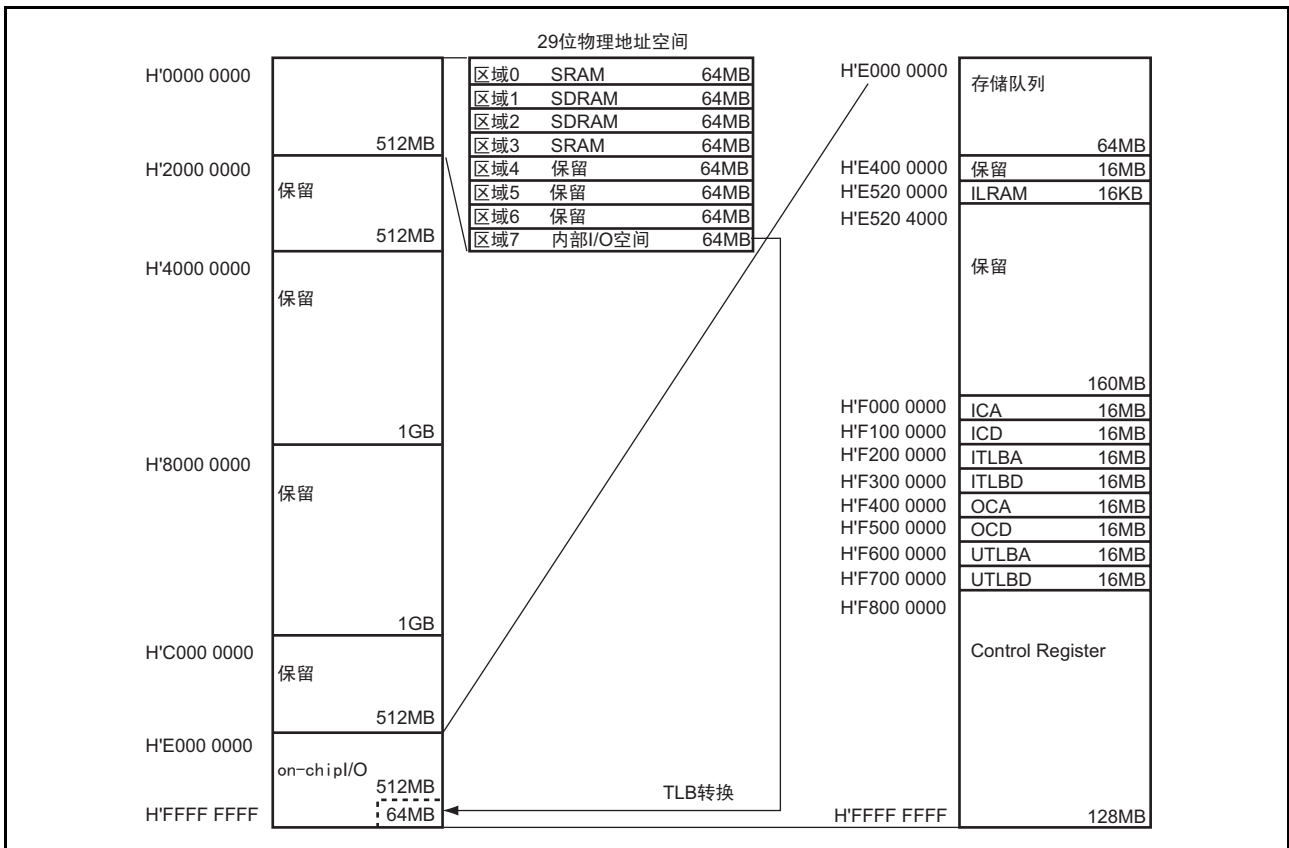 29位物理地址空间
H'0000 0000
512MB
H'2000 0000
保留
512MB
H'4000 0000
保留
1GB
H'8000 0000
保留
1GB
H'C000 0000
保留
512MB
H'E000 0000
on-chipI/O
512MB
64MB
H'FFFF FFFF
区域0 SRAM 64MB
区域1 SDRAM 64MB
区域2 SDRAM 64MB
区域3 SRAM 64MB
区域4 保留 64MB
区域5 保留 64MB
区域6 保留 64MB
区域7 内部I/O空间 64MB
TLB转换
H'E000 0000
存储队列
64MB
H'E400 0000 保留 16MB
H'E520 0000 ILRAM 16KB
H'E520 4000
保留
160MB
H'F000 0000 ICA 16MB
H'F100 0000 ICD 16MB
H'F200 0000 ITLBA 16MB
H'F300 0000 ITLBD 16MB
H'F400 0000 OCA 16MB
H'F500 0000 OCD 16MB
H'F600 0000 UTLBA 16MB
H'F700 0000 UTLBD 16MB
H'F800 0000
Control Register
H'FFFF FFFF 128MB